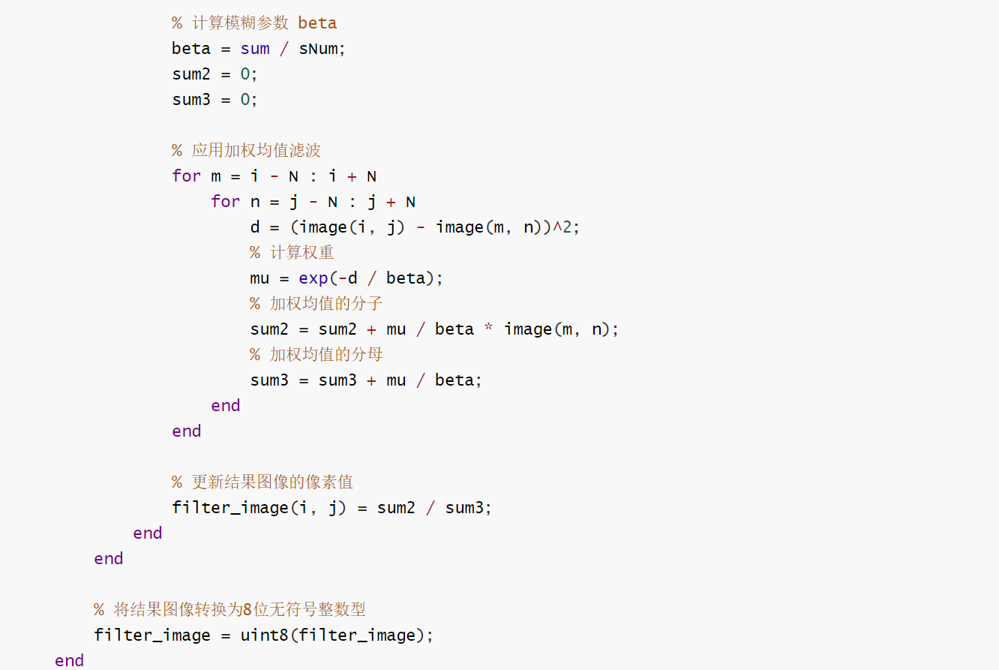 % 计算模糊参数 beta
beta = sum / sNum;
sum2 = 0;
sum3 = 0;
% 应用加权均值滤波
for m = i - N : i + N
for n = j - N : j + N
d = (image(i, j) - image(m, n))^2;
% 计算权重
mu = exp(-d / beta);
% 加权均值的分子
sum2 = sum2 + mu / beta * image(m, n);
% 加权均值的分母
sum3 = sum3 + mu / beta;
end
end
% 更新结果图像的像素值
filter_image(i, j) = sum2 / sum3;
end
end
% 将结果图像转换为8位无符号整数型
filter_image = uint8(filter_image);
end